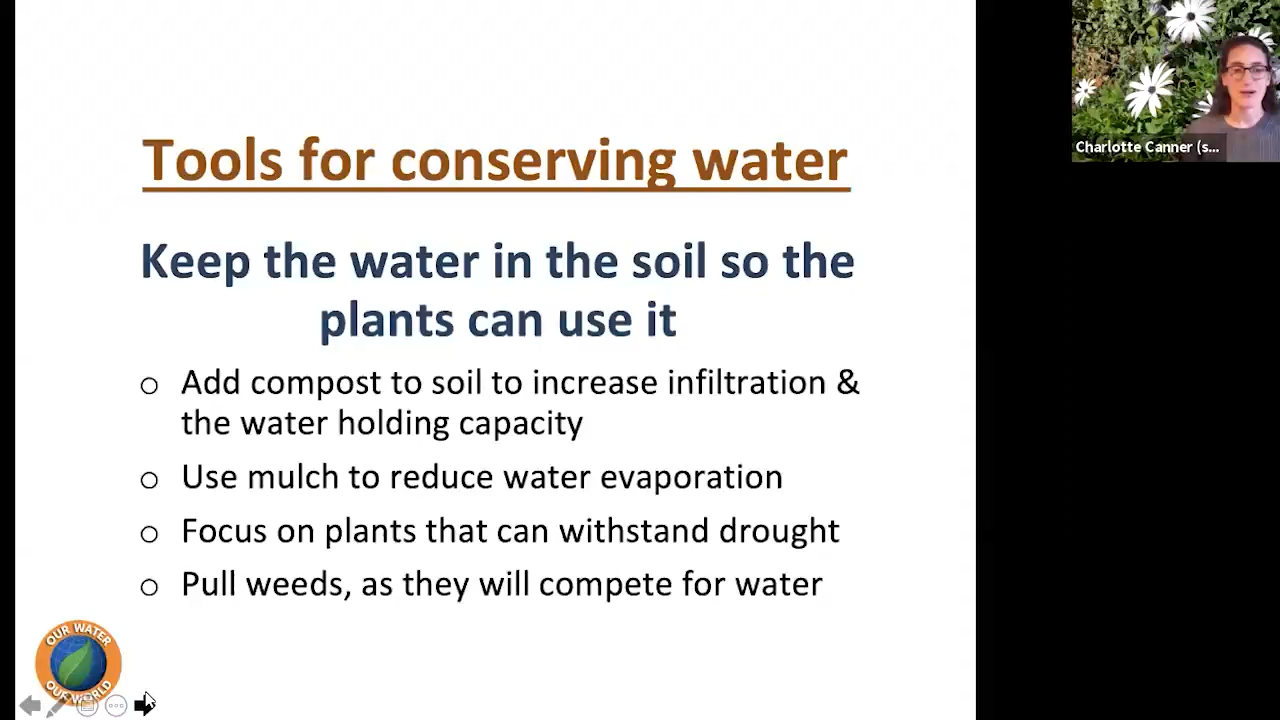 Tools for conserving water
Keep the water in the soil so the
plants can use it
Add compost to soil to increase infiltration &
the water holding capacity
Use mulch to reduce water evaporation
Focus on plants that can withstand drought
Pull weeds, as they will compete for water
OUR WATER
OUR WORLD
Charlotte Canner (s...